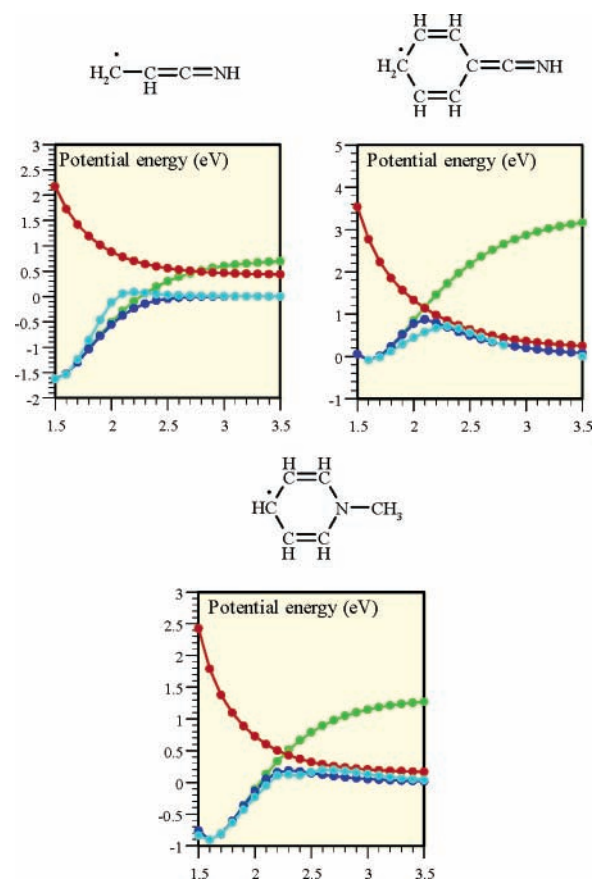 H₂C—C=C=NH
H
H H
C=C
H₂C C=C=NH
C=C
H H
Potential energy (eV)
3
2.5
2
1.5
1
0.5
0
-0.5
-1
-1.5
-2
1.5 2 2.5 3 3.5
Potential energy (eV)
5
4
3
2
1
0
-1
1.5 2 2.5 3 3.5
H H
C=C
HC N—CH₃
C=C
H H
Potential energy (eV)
3
2.5
2
1.5
1
0.5
0
-0.5
-1
1.5 2 2.5 3 3.5